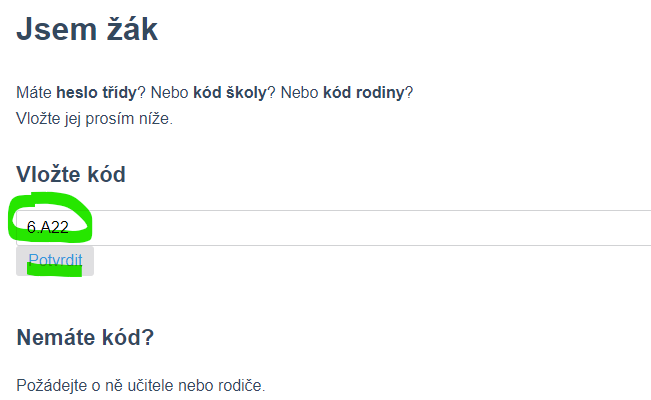 Jsem žák
Máte heslo třídy? Nebo kód školy? Nebo kód rodiny?
Vložte jej prosím níže.
Vložte kód
6.A22
Potvrdit
Nemáte kód?
Požádejte o ně učitele nebo rodiče.